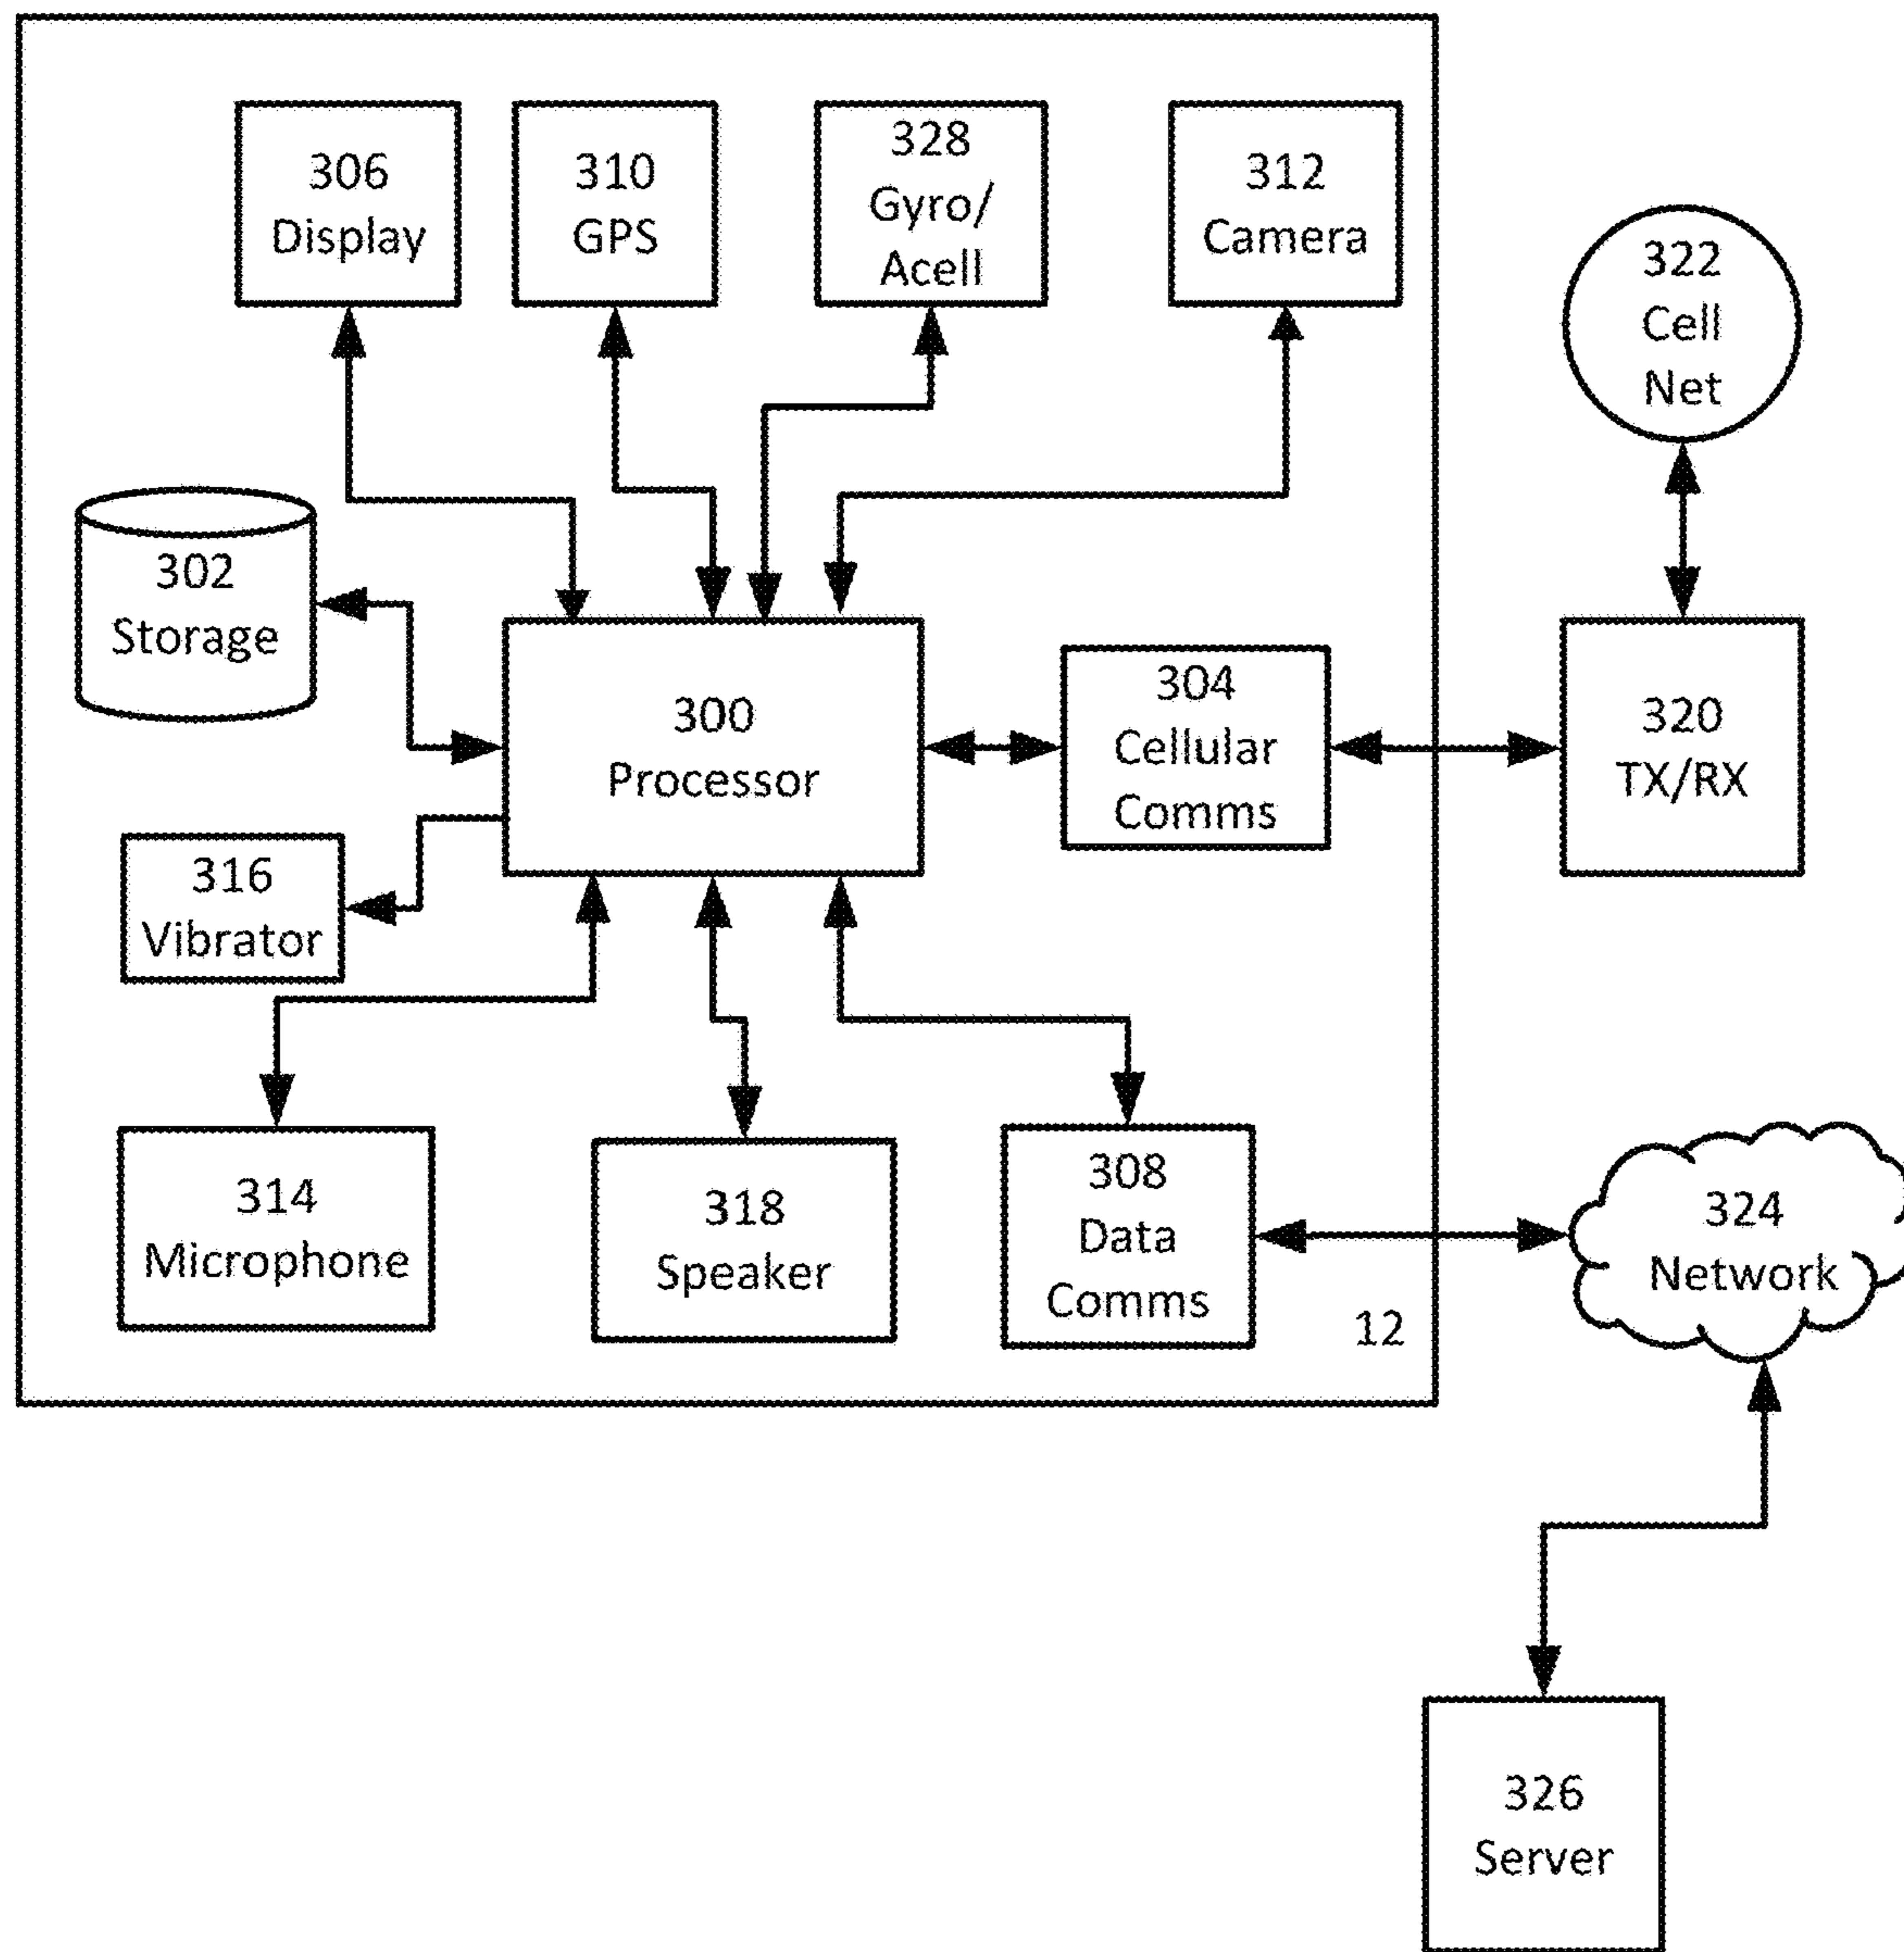 306
Display
310
GPS
328
Gyro/
Acell
312
Camera
322
Cell
Net
302
Storage
300
Processor
304
Cellular
Comms
320
TX/RX
316
Vibrator
314
Microphone
318
Speaker
308
Data
Comms
324
Network
12
326
Server